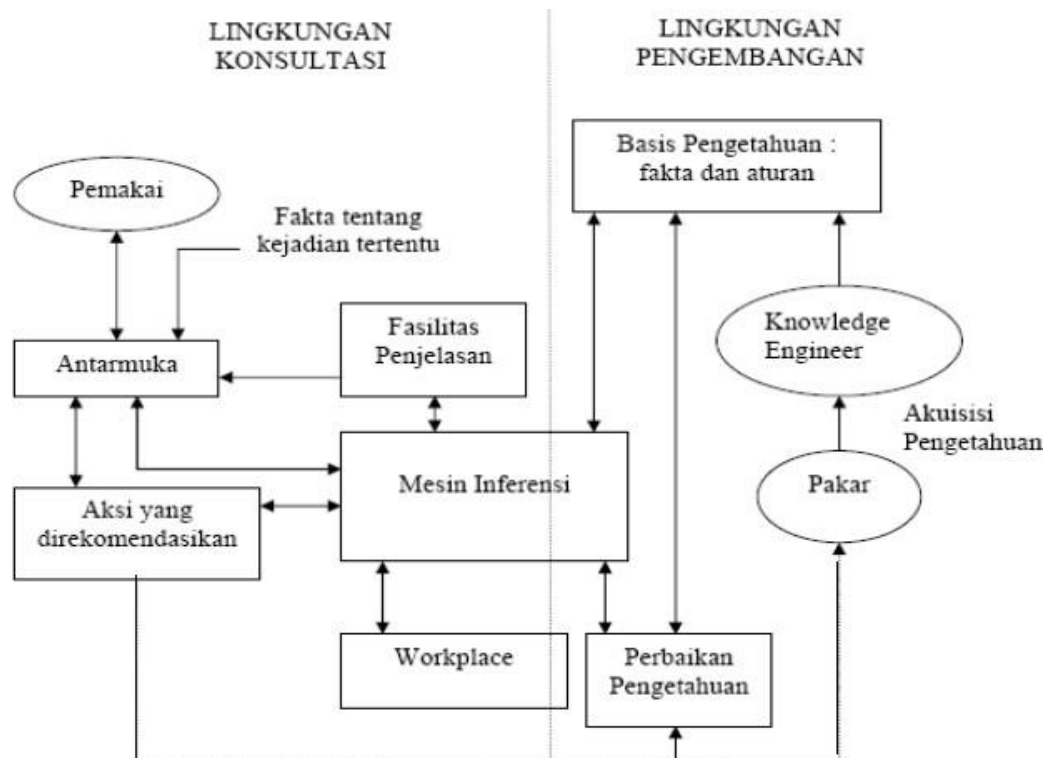 LINGKUNGAN
KONSULTASI
LINGKUNGAN
PENGEMBANGAN
Basis Pengetahuan :
fakta dan aturan
Pemakai
Fakta tentang
kejadian tertentu
Fasilitas
Penjelasan
Knowledge
Engineer
Antarmuka
Akuisisi
Pengetahuan
Mesin Inferensi
Pakar
Aksi yang
direkomendasikan
Workplace
Perbaikan
Pengetahuan